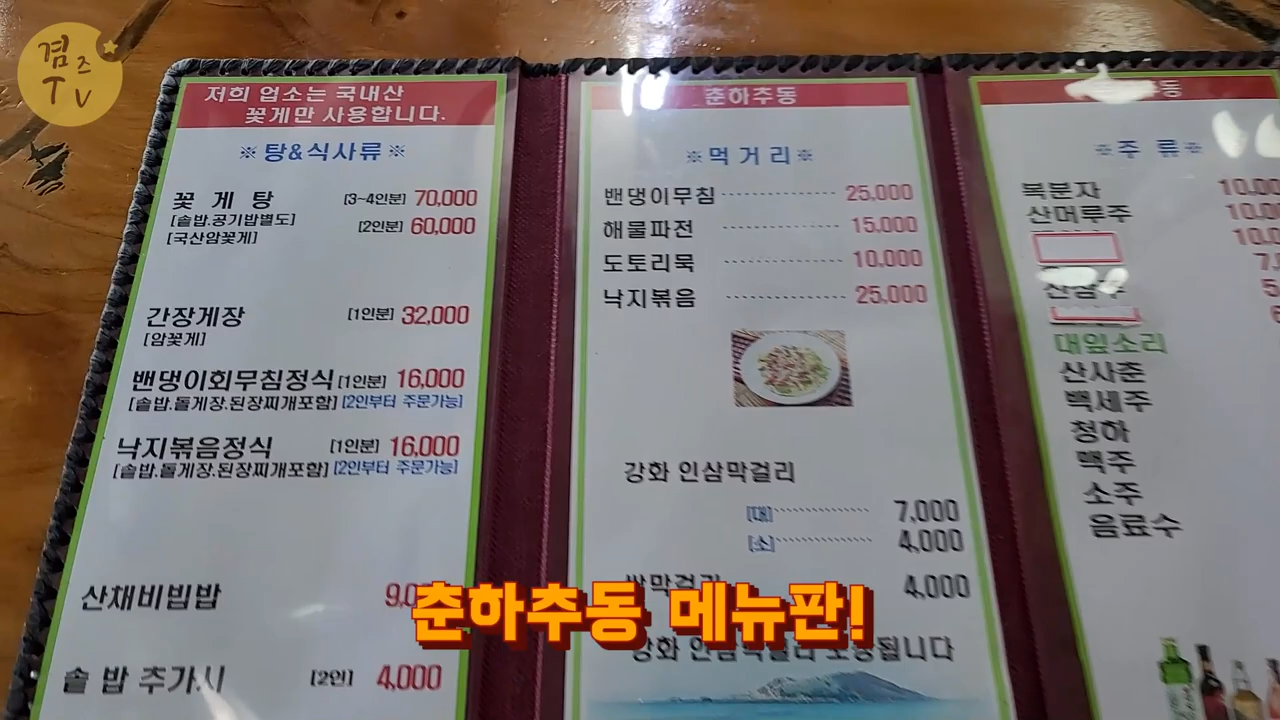 겸즈
TV
저희 업소는 국내산
꽃게만 사용합니다.
※탕&식사류※
꽃 게 탕 [3~4인분] 70,000
[솥밥.공기밥별도] [2인분] 60,000
[국산암꽃게]
간장게장 [1인분] 32,000
[암꽃게]
밴댕이회무침정식 [1인분] 16,000
[솥밥.돌게장.된장찌개포함] [2인부터 주문가능]
낙지볶음정식 [1인분] 16,000
[솥밥.돌게장.된장찌개포함] [2인부터 주문가능]
산채비빔밥
솥 밥 추가시 [2인] 4,000
춘하추동
※먹거리※
밴댕이무침 25,000
해물파전 15,000
도토리묵 10,000
낙지볶음 25,000
강화 인삼막걸리
[대] 7,000
[소] 4,000
4,000
강화
※주 류※
복분자
산머루주
대잎소리
산사춘
백세주
청하
맥주
소주
음료수
춘하추동 메뉴판!